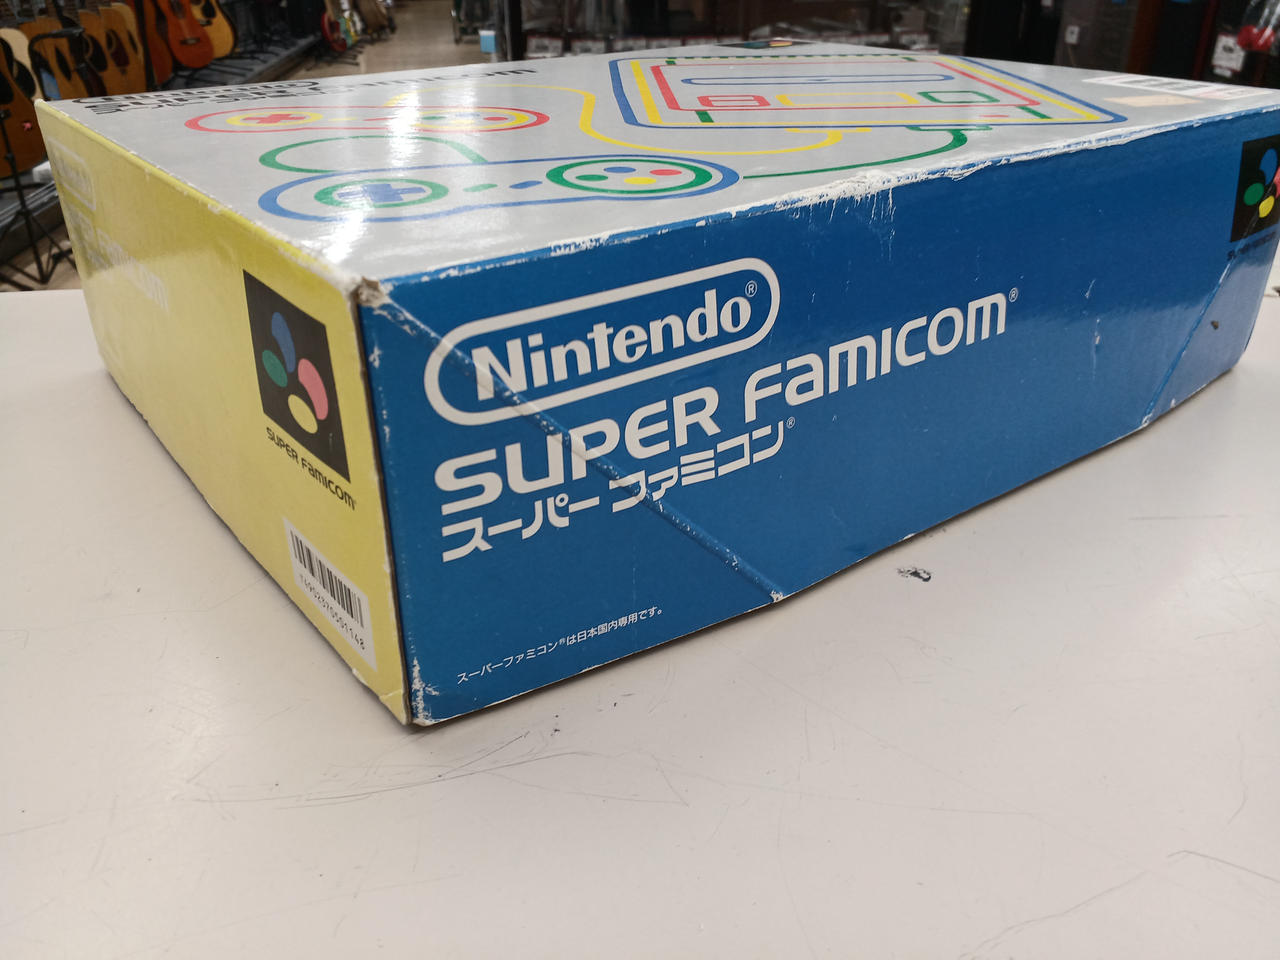 Nintendo®
SUPER FAMICOM®
スーパーファミコン®
スーパーファミコン®は日本国内専用です。
SUPER FAMICOM
T4902370501148